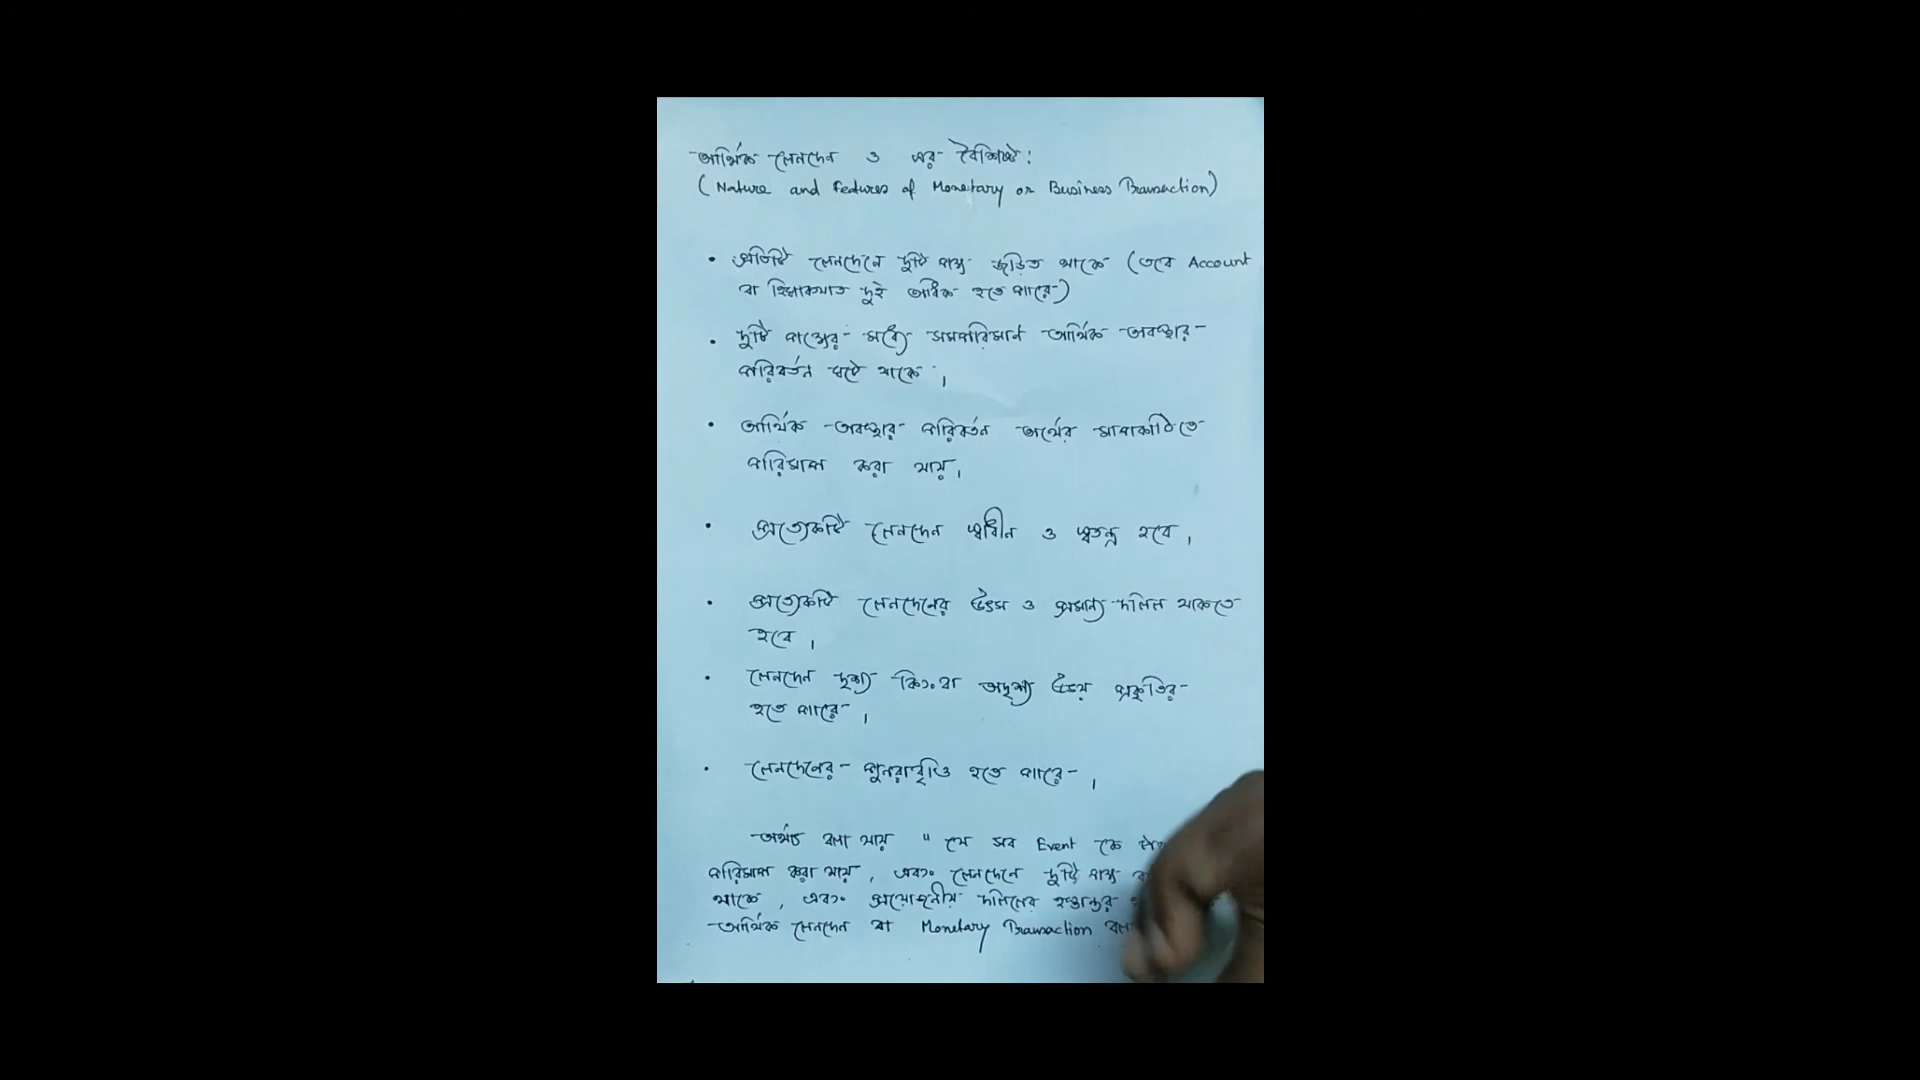 আর্থিক লেনদেন ও এর বৈশিষ্ট্য :
(Nature and features of Monetary or Business Transaction)
• প্রতিটি লেনদেনে দুটি পক্ষ জড়িত থাকে (তবে Account
বা হিসাবখাত দুই অধিক হতে পারে)
• দুটি পক্ষের মধ্যে সমপরিমান আর্থিক অবস্থার
পরিবর্তন ঘটে থাকে ।
• আর্থিক অবস্থার পরিবর্তন অর্থের মাপকাঠিতে
পরিমাপ করা যায় ।
• প্রত্যেকটি লেনদেন স্বাধীন ও স্বতন্ত্র হবে ।
• প্রত্যেকটি লেনদেনের উৎস ও প্রমান্য দলিল থাকতে
হবে ।
• লেনদেন দৃশ্য কিংবা অদৃশ্য উভয় প্রকৃতির
হতে পারে ।
• লেনদেনের পুনরাবৃত্তি হতে পারে ।
অর্থাৎ বলা যায় " যে সব Event কে
পরিমাপ করা যায় , এবং লেনদেনে দুটি পক্ষ
থাকে , এবং প্রয়োজনীয় দলিলের হস্তান্তর
আর্থিক লেনদেন বা Monetary Transaction